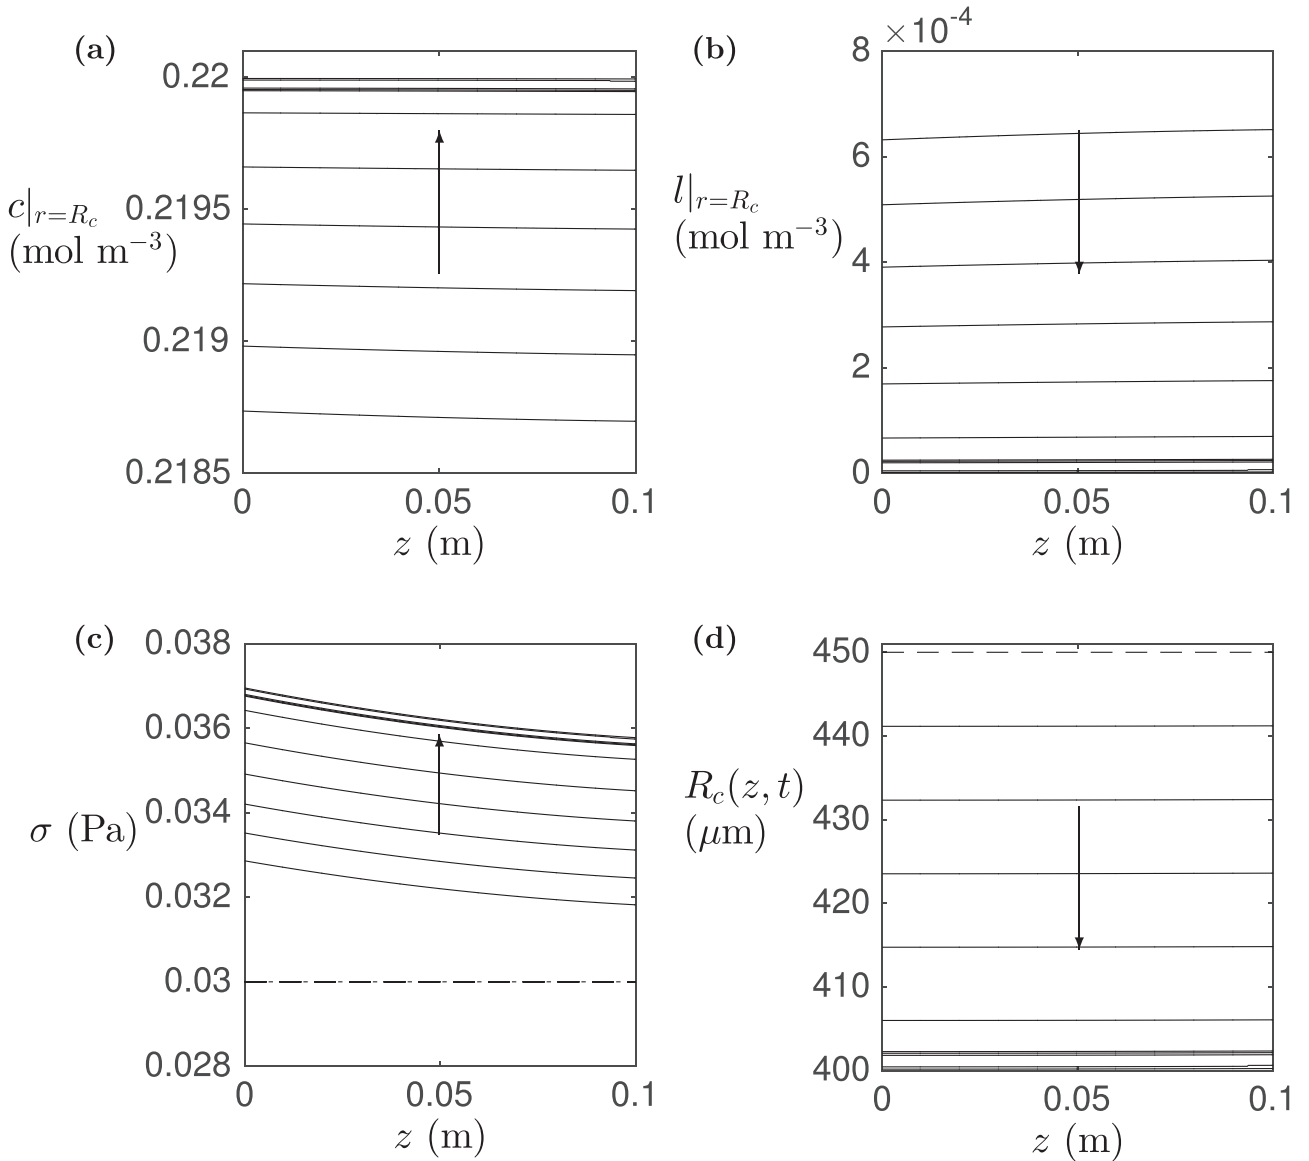 (a)
0.22
0.2195
0.219
0.2185
c|r=Rc
(mol m−3)
0 0.05 0.1
z (m)
(b)
×10-4
8
6
4
2
0
l|r=Rc
(mol m−3)
0 0.05 0.1
z (m)
(c)
0.038
0.036
0.034
0.032
0.03
0.028
σ (Pa)
0 0.05 0.1
z (m)
(d)
450
440
430
420
410
400
Rc(z, t)
(μm)
0 0.05 0.1
z (m)